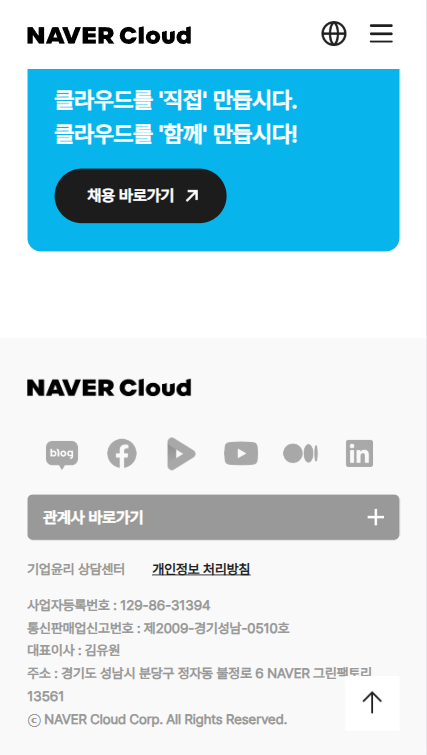 NAVER Cloud
클라우드를 '직접' 만듭시다.
클라우드를 '함께' 만듭시다!
채용 바로가기
NAVER Cloud
blog
in
관계사 바로가기
기업윤리 상담센터 개인정보 처리방침
사업자등록번호 : 129-86-31394
통신판매업신고번호 : 제2009-경기성남-0510호
대표이사 : 김유원
주소 : 경기도 성남시 분당구 정자동 불정로 6 NAVER 그린팩토리
13561
ⓒ NAVER Cloud Corp. All Rights Reserved.